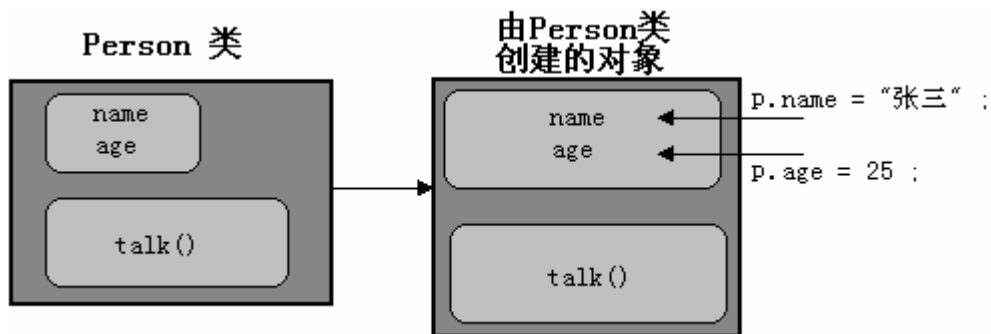 Person 类
name
age
talk()
由Person类
创建的对象
name
age
talk()
p.name = "张三" ;
p.age = 25 ;